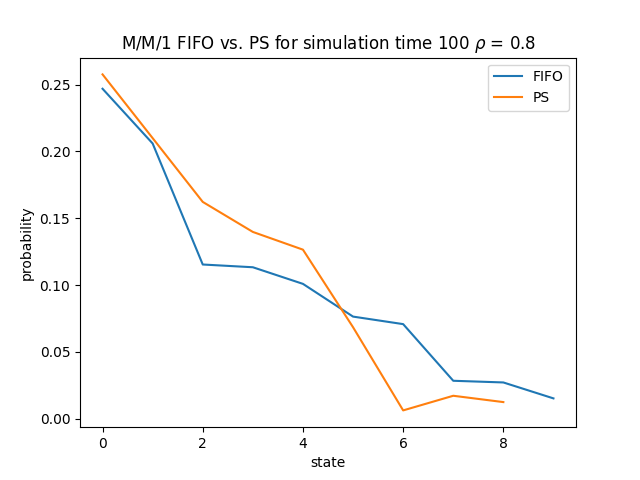 M/M/1 FIFO vs. PS for simulation time 100 ρ = 0.8
FIFO
PS
0.25
0.20
0.15
0.10
0.05
0.00
probability
0 2 4 6 8
state